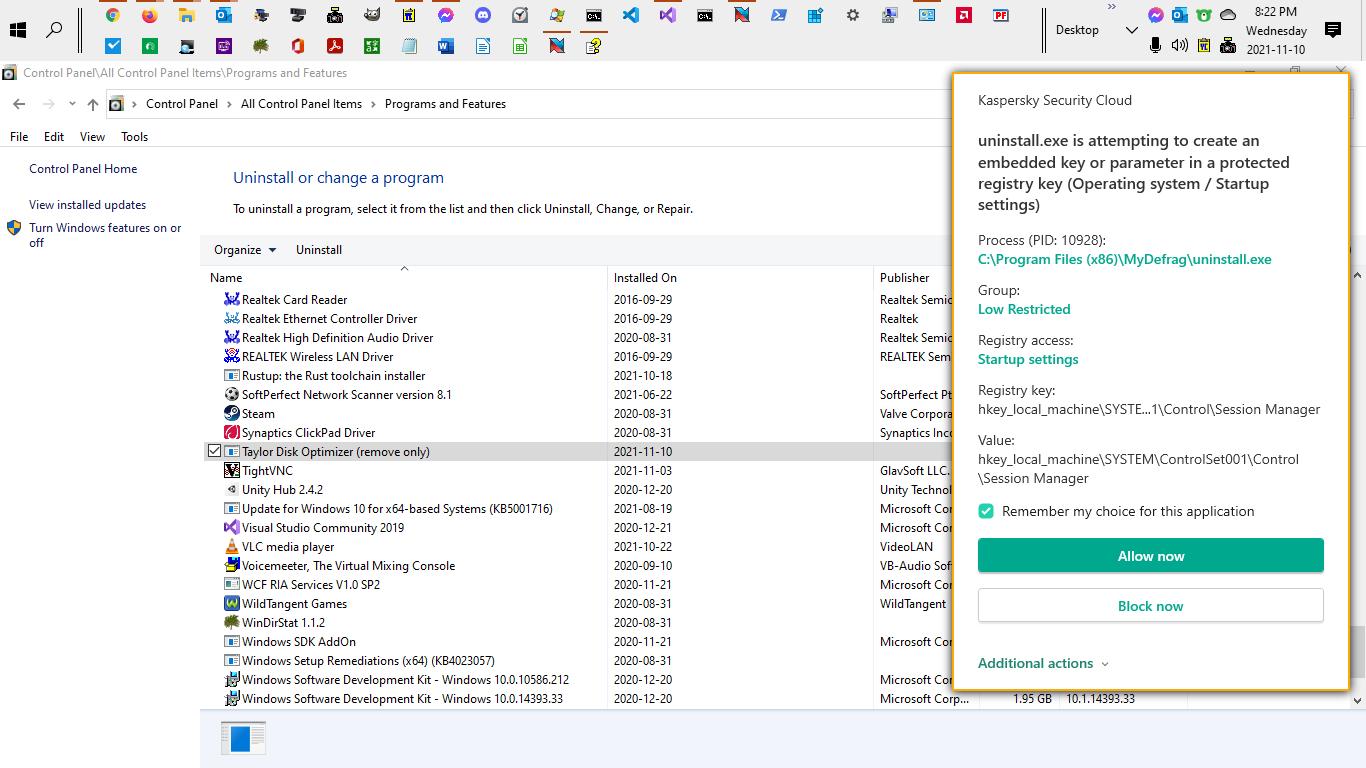 8:22 PM
Desktop
Wednesday
2021-11-10
Control Panel\All Control Panel Items\Programs and Features
Control Panel > All Control Panel Items > Programs and Features
File Edit View Tools
Control Panel Home
View installed updates
Turn Windows features on or
off
Uninstall or change a program
To uninstall a program, select it from the list and then click Uninstall, Change, or Repair.
Organize Uninstall
Name Installed On Publisher
Realtek Card Reader 2016-09-29 Realtek Semic
Realtek Ethernet Controller Driver 2016-09-29 Realtek
Realtek High Definition Audio Driver 2020-08-31 Realtek Semic
REALTEK Wireless LAN Driver 2016-09-29 REALTEK Sem
Rustup: the Rust toolchain installer 2021-10-18
SoftPerfect Network Scanner version 8.1 2021-06-22 SoftPerfect Pt
Steam 2020-08-31 Valve Corpora
Synaptics ClickPad Driver 2020-08-31 Synaptics Inc
Taylor Disk Optimizer (remove only) 2021-11-10
TightVNC 2021-11-03 GlavSoft LLC.
Unity Hub 2.4.2 2020-12-20 Unity Technol
Update for Windows 10 for x64-based Systems (KB5001716) 2021-08-19 Microsoft Cor
Visual Studio Community 2019 2020-12-21 Microsoft Cor
VLC media player 2021-10-22 VideoLAN
Voicemeeter, The Virtual Mixing Console 2020-09-10 VB-Audio Soft
WCF RIA Services V1.0 SP2 2020-11-21 Microsoft Cor
WildTangent Games 2020-08-31 WildTangent
WinDirStat 1.1.2 2020-08-31
Windows SDK AddOn 2020-11-21 Microsoft Cor
Windows Setup Remediations (x64) (KB4023057) 2020-08-31
Windows Software Development Kit - Windows 10.0.10586.212 2020-12-20 Microsoft Cor
Windows Software Development Kit - Windows 10.0.14393.33 2020-12-20 Microsoft Corp... 1.95 GB 10.1.14393.33
Kaspersky Security Cloud
uninstall.exe is attempting to create an
embedded key or parameter in a protected
registry key (Operating system / Startup
settings)
Process (PID: 10928):
C:\Program Files (x86)\MyDefrag\uninstall.exe
Group:
Low Restricted
Registry access:
Startup settings
Registry key:
hkey_local_machine\SYSTE...1\Control\Session Manager
Value:
hkey_local_machine\SYSTEM\ControlSet001\Control
\Session Manager
Remember my choice for this application
Allow now
Block now
Additional actions